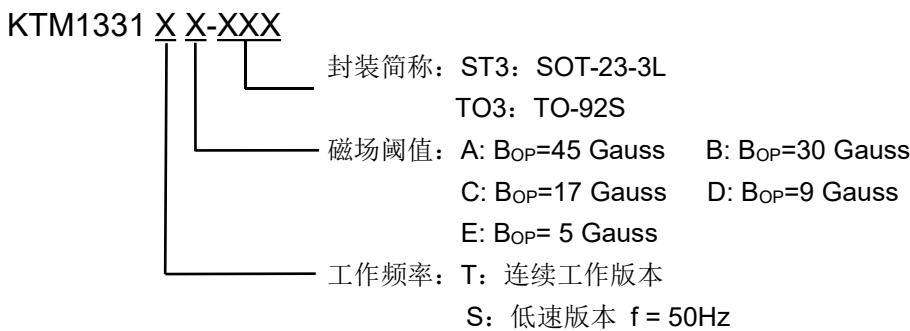 KTM1331 X X-XXX
封装简称：ST3：SOT-23-3L
TO3：TO-92S
磁场阈值：A: BOP=45 Gauss B: BOP=30 Gauss
C: BOP=17 Gauss D: BOP=9 Gauss
E: BOP= 5 Gauss
工作频率：T：连续工作版本
S：低速版本 f = 50Hz